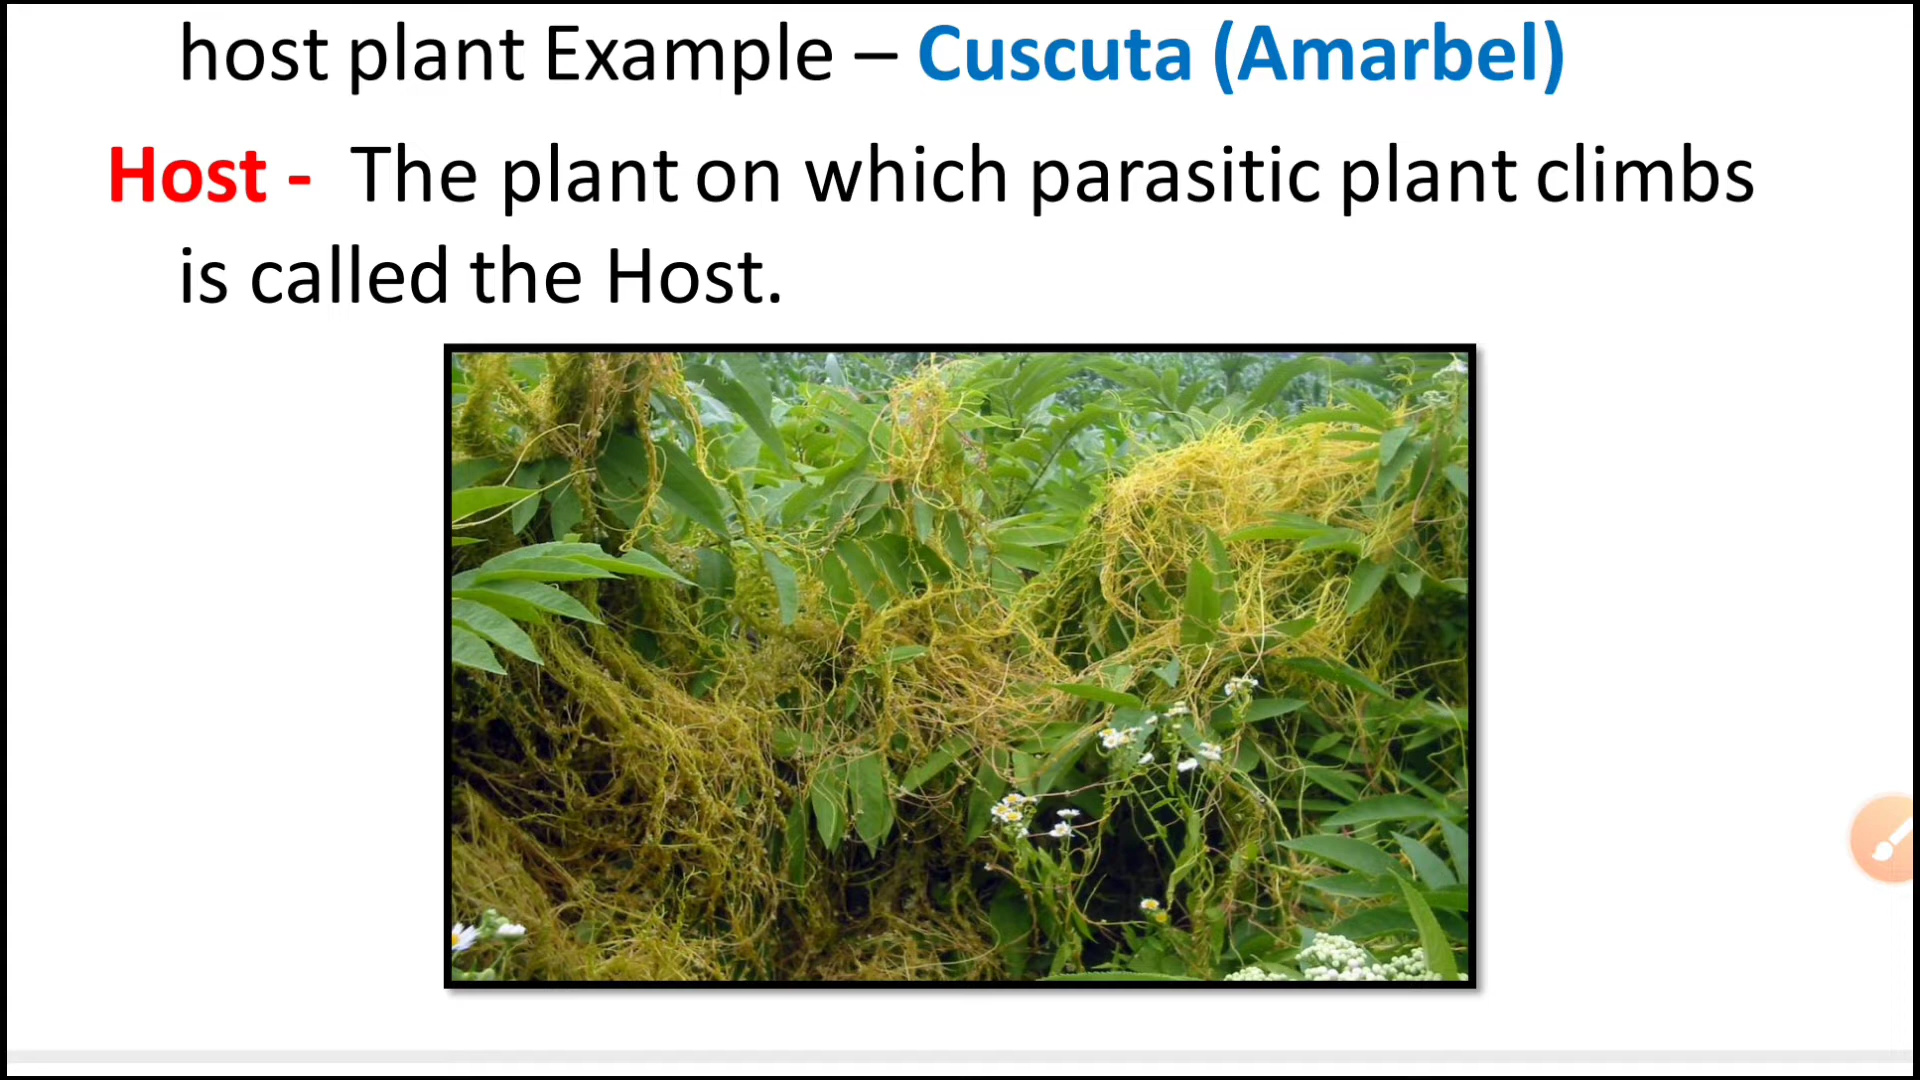 host plant Example – Cuscuta (Amarbel)
Host - The plant on which parasitic plant climbs
is called the Host.